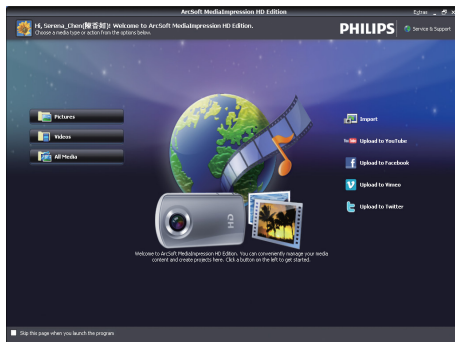 ArcSoft MediaImpression HD Edition
Extras
Hi, Serena_Chen(陳香如)! Welcome to ArcSoft MediaImpression HD Edition.
Choose a media type or action from the options below.
PHILIPS
Service & Support
Pictures
Videos
All Media
Import
Upload to YouTube
Upload to Facebook
Upload to Vimeo
Upload to Twitter
HD
Welcome to ArcSoft MediaImpression HD Edition. You can conveniently manage your media
content and create projects here. Click a button on the left to get started.
Skip this page when you launch the program